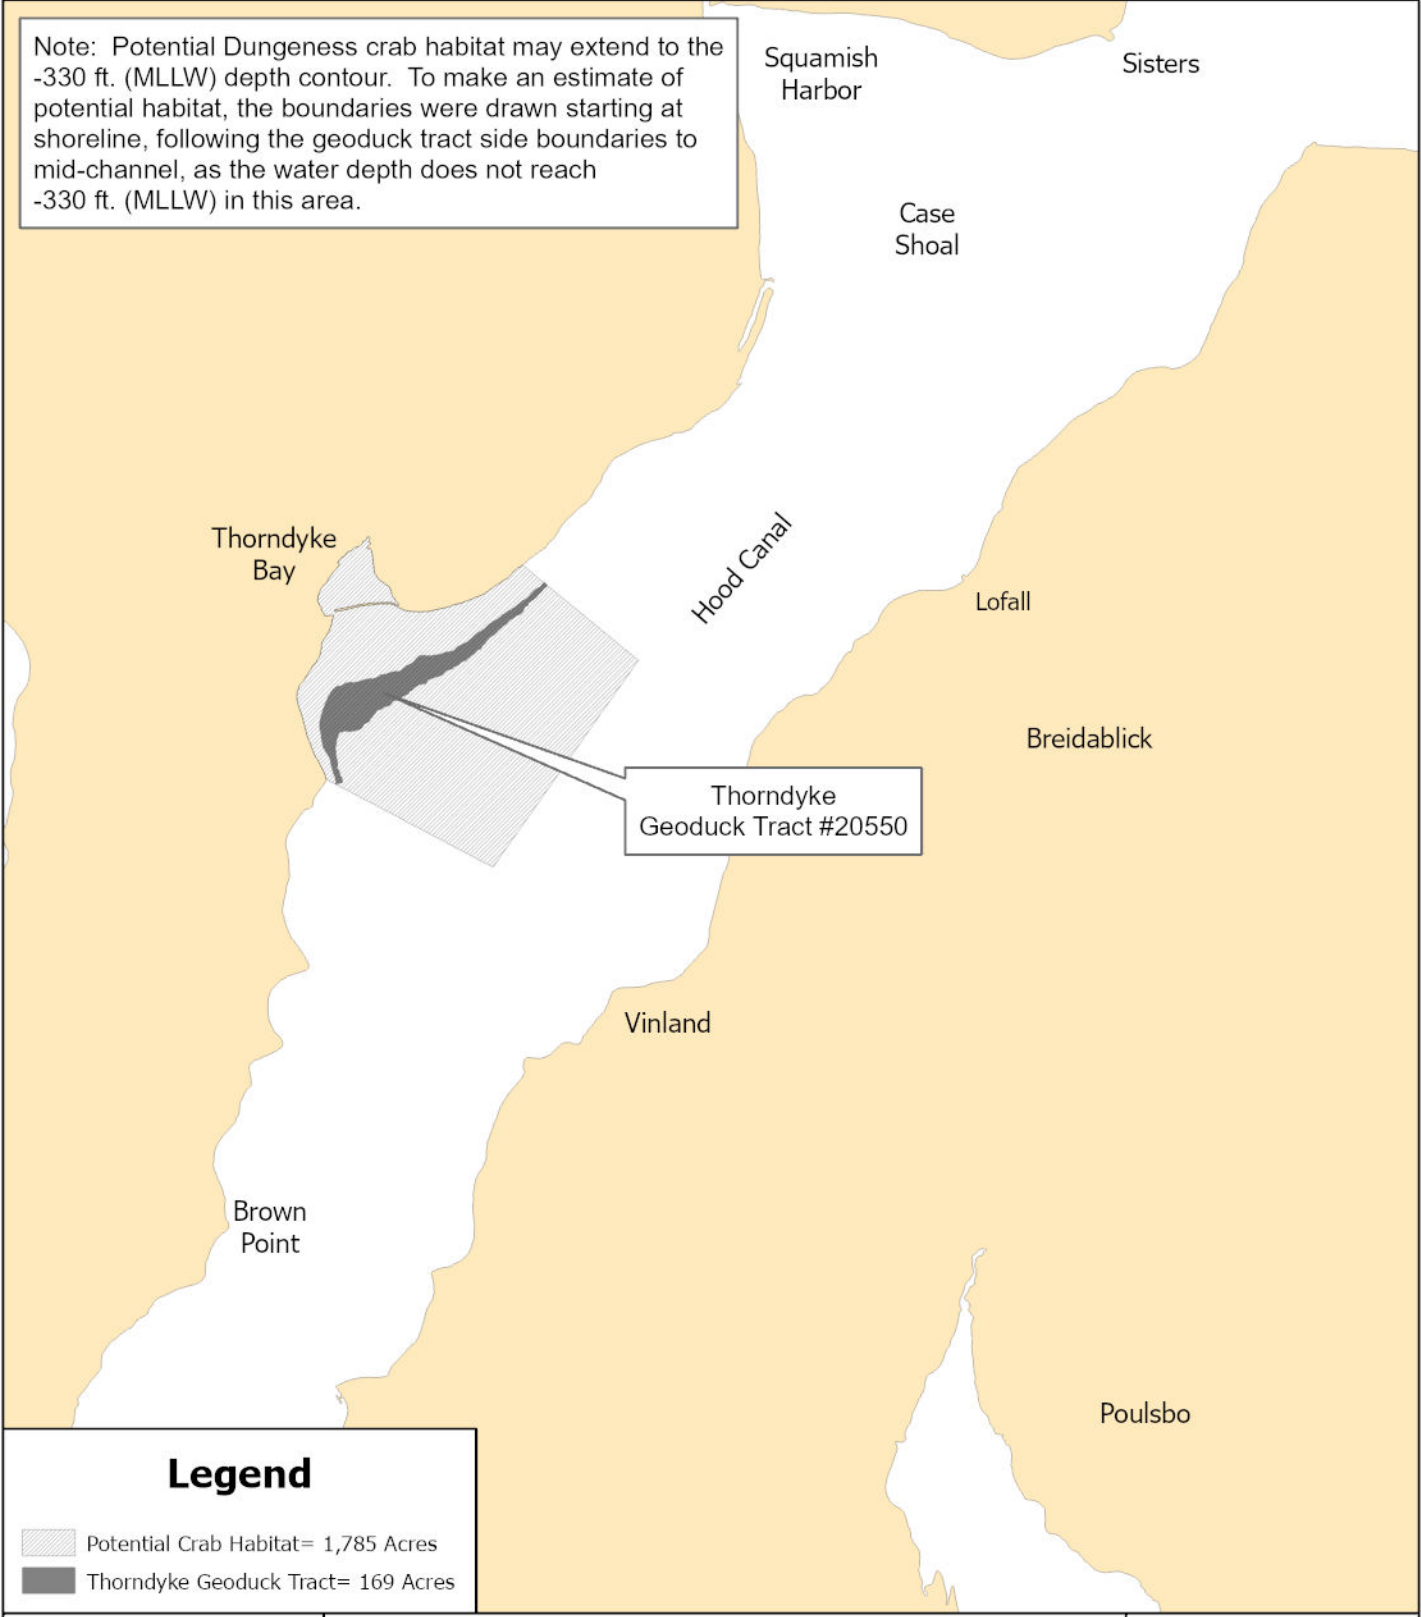 Note:  Potential Dungeness crab habitat may extend to the
-330 ft. (MLLW) depth contour.  To make an estimate of
potential habitat, the boundaries were drawn starting at
shoreline, following the geoduck tract side boundaries to
mid-channel, as the water depth does not reach
-330 ft. (MLLW) in this area.
Squamish
Harbor
Sisters
Case
Shoal
Thorndyke
Bay
Hood Canal
Lofall
Breidablick
Thorndyke
Geoduck Tract #20550
Vinland
Brown
Point
Poulsbo
Legend
Potential Crab Habitat= 1,785 Acres
Thorndyke Geoduck Tract= 169 Acres